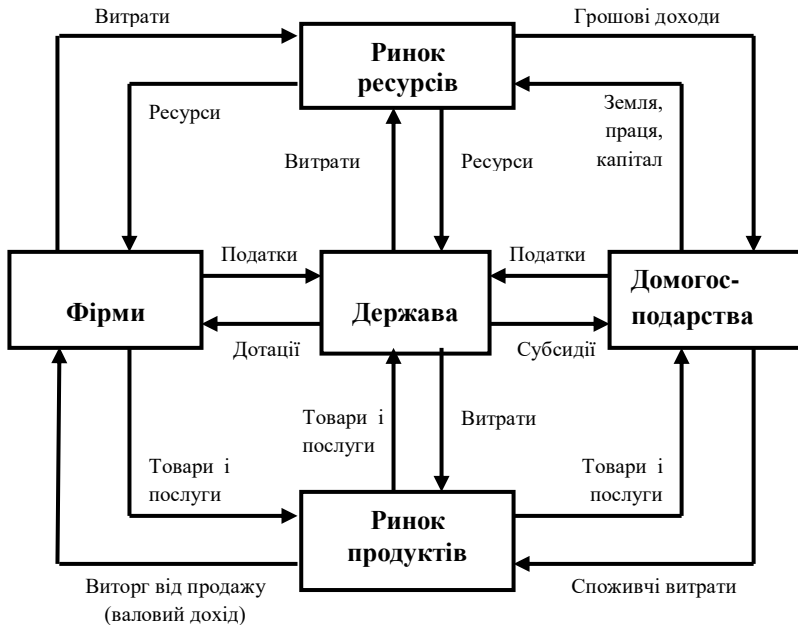 Витрати
Грошові доходи
Ринок
ресурсів
Ресурси
Земля,
праця,
капітал
Витрати
Ресурси
Податки
Податки
Фірми
Держава
Домогос-
подарства
Дотації
Субсидії
Товари і
послуги
Витрати
Товари і
послуги
Товари і
послуги
Ринок
продуктів
Виторг від продажу
(валовий дохід)
Споживчі витрати